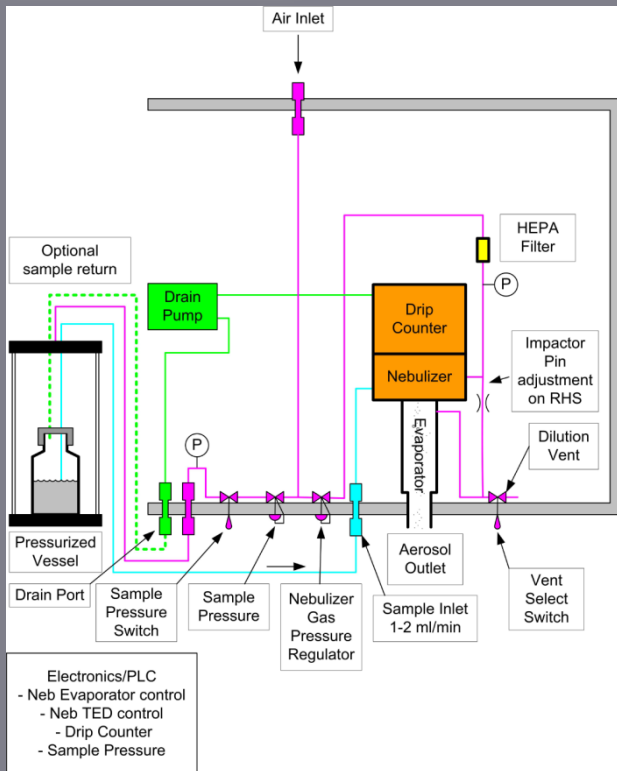 Air Inlet
HEPA
Filter
Optional
sample return
P
Drain
Pump
Drip
Counter
Impactor
Pin
adjustment
on RHS
Nebulizer
Evaporator
P
Dilution
Vent
Pressurized
Vessel
Drain Port
Sample
Pressure
Switch
Sample
Pressure
Nebulizer
Gas
Pressure
Regulator
Sample Inlet
1-2 ml/min
Aerosol
Outlet
Vent
Select
Switch
Electronics/PLC
- Neb Evaporator control
- Neb TED control
- Drip Counter
- Sample Pressure